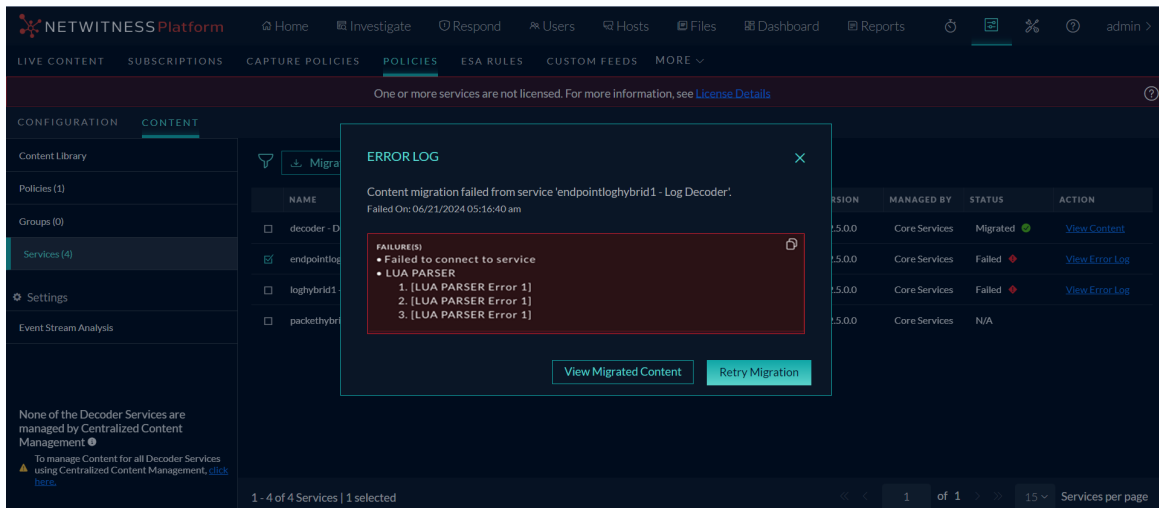 NETWITNESS Platform
Home Investigate Respond Users Hosts Files Dashboard Reports admin >
LIVE CONTENT SUBSCRIPTIONS CAPTURE POLICIES POLICIES ESA RULES CUSTOM FEEDS MORE
One or more services are not licensed. For more information, see License Details
CONFIGURATION CONTENT
Content Library
Policies (1)
Groups (0)
Services (4)
Settings
Event Stream Analysis
None of the Decoder Services are
managed by Centralized Content
Management
To manage Content for all Decoder Services
using Centralized Content Management, click
here.
Migra
NAME RSION MANAGED BY STATUS ACTION
decoder - D .5.0.0 Core Services Migrated View Content
endpointlog .5.0.0 Core Services Failed View Error Log
loghybrid1 - .5.0.0 Core Services Failed View Error Log
packethybri .5.0.0 Core Services N/A
ERROR LOG
Content migration failed from service 'endpointloghybrid1 - Log Decoder'.
Failed On: 06/21/2024 05:16:40 am
FAILURE(S)
• Failed to connect to service
• LUA PARSER
1. [LUA PARSER Error 1]
2. [LUA PARSER Error 1]
3. [LUA PARSER Error 1]
View Migrated Content Retry Migration
1 - 4 of 4 Services | 1 selected
« < 1 of 1 > » 15 Services per page